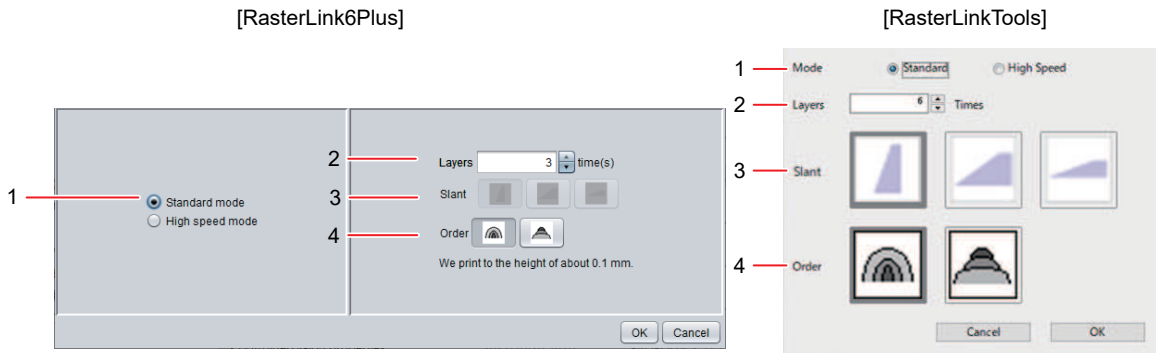 [RasterLink6Plus]
1
Standard mode
High speed mode
2
Layers 3 time(s)
3
Slant
4
Order
We print to the height of about 0.1 mm.
OK Cancel
[RasterLinkTools]
1 Mode Standard High Speed
2 Layers 6 Times
3 Slant
4 Order
Cancel OK